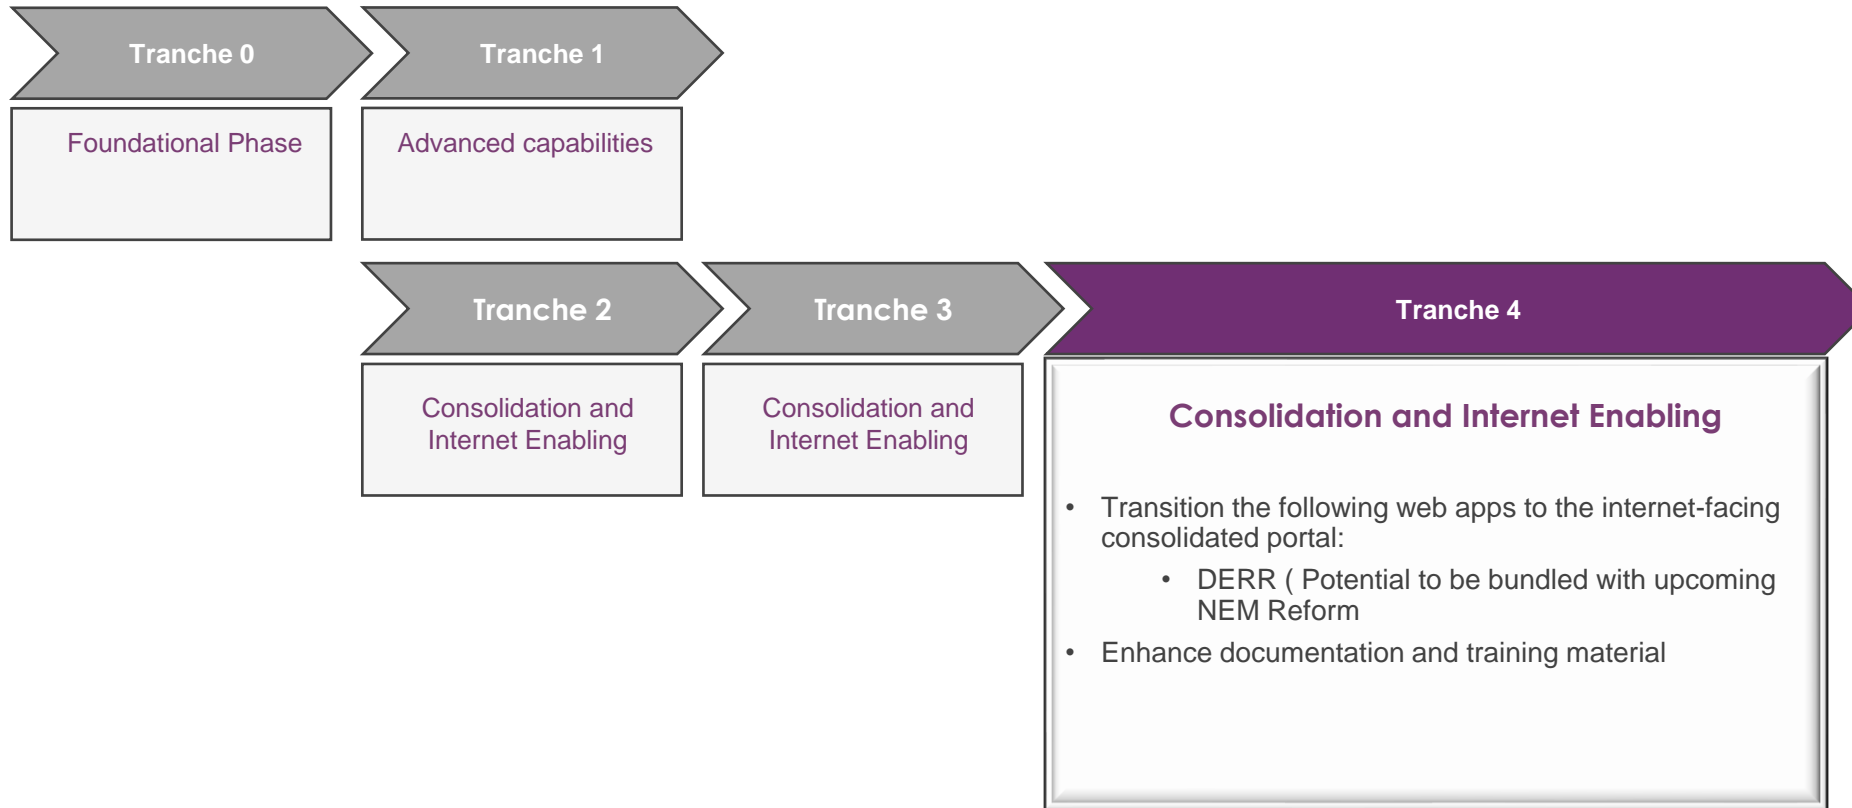 Tranche 0
Tranche 1
Foundational Phase
Advanced capabilities
Tranche 2
Tranche 3
Tranche 4
Consolidation and
Internet Enabling
Consolidation and
Internet Enabling
Consolidation and Internet Enabling
• Transition the following web apps to the internet-facing
consolidated portal:
• DERR ( Potential to be bundled with upcoming
NEM Reform
• Enhance documentation and training material